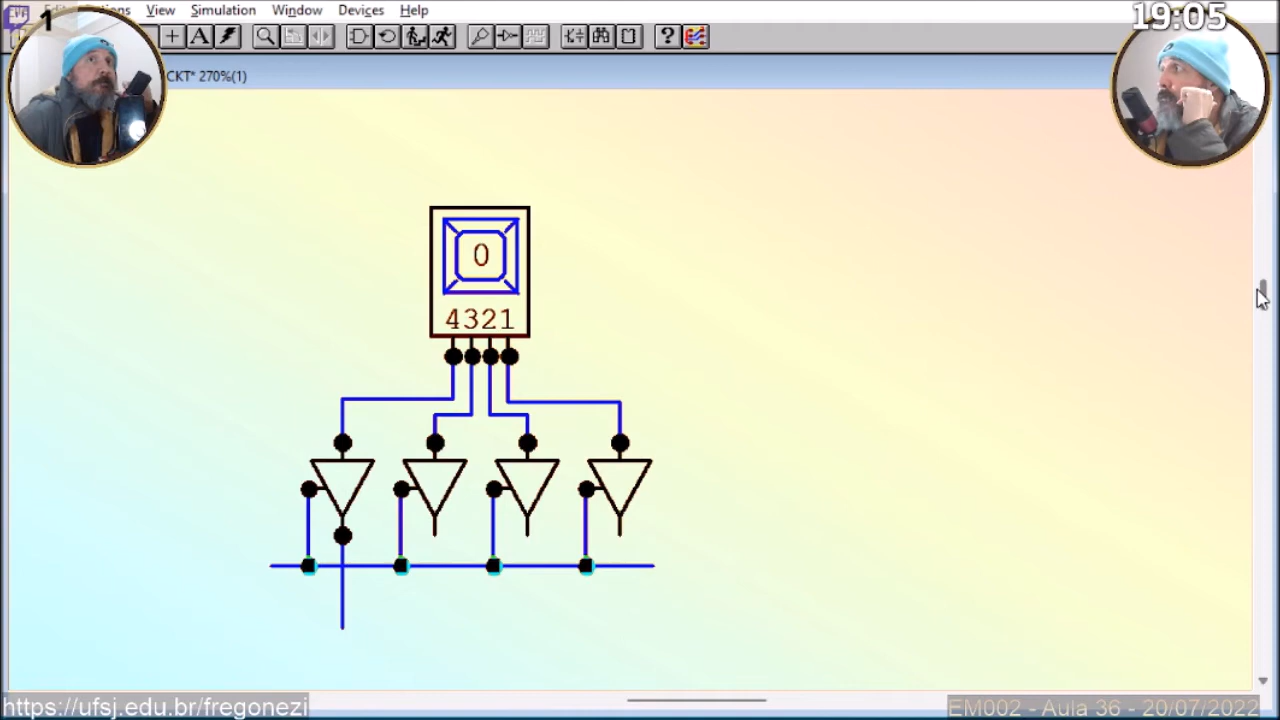 1
View Simulation Window Devices Help
19:05
A
?
CKT* 270%(1)
0
4321
https://ufsj.edu.br/fregonezi
EM002 - Aula 36 - 20/07/2022